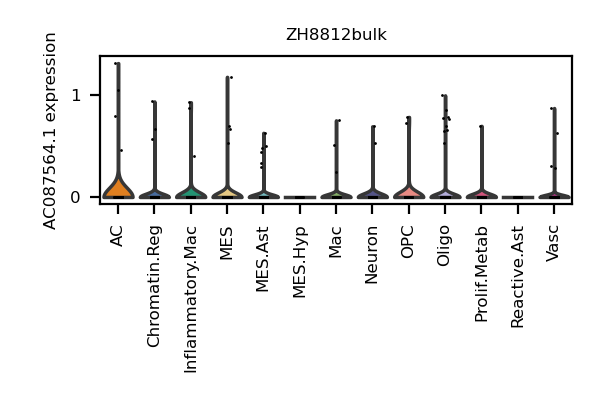 ZH8812bulk
AC087564.1 expression
1
0
AC
Chromatin.Reg
Inflammatory.Mac
MES
MES.Ast
MES.Hyp
Mac
Neuron
OPC
Oligo
Prolif.Metab
Reactive.Ast
Vasc